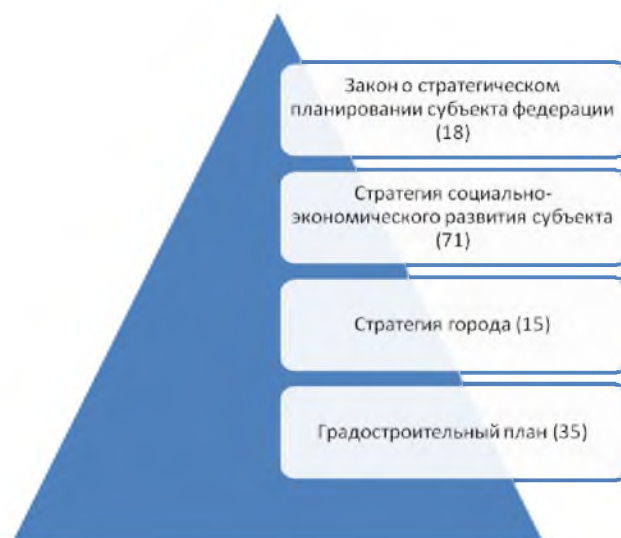 Закон о стратегическом
планировании субъекта федерации
(18)
Стратегия социально-
экономического развития субъекта
(71)
Стратегия города (15)
Градостроительный план (35)